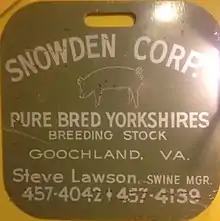 SNOWDEN CORP.
PURE BRED YORKSHIRES
BREEDING STOCK
GOOCHLAND, VA.
Steve Lawson, SWINE MGR.
457-4042 • 457-4139